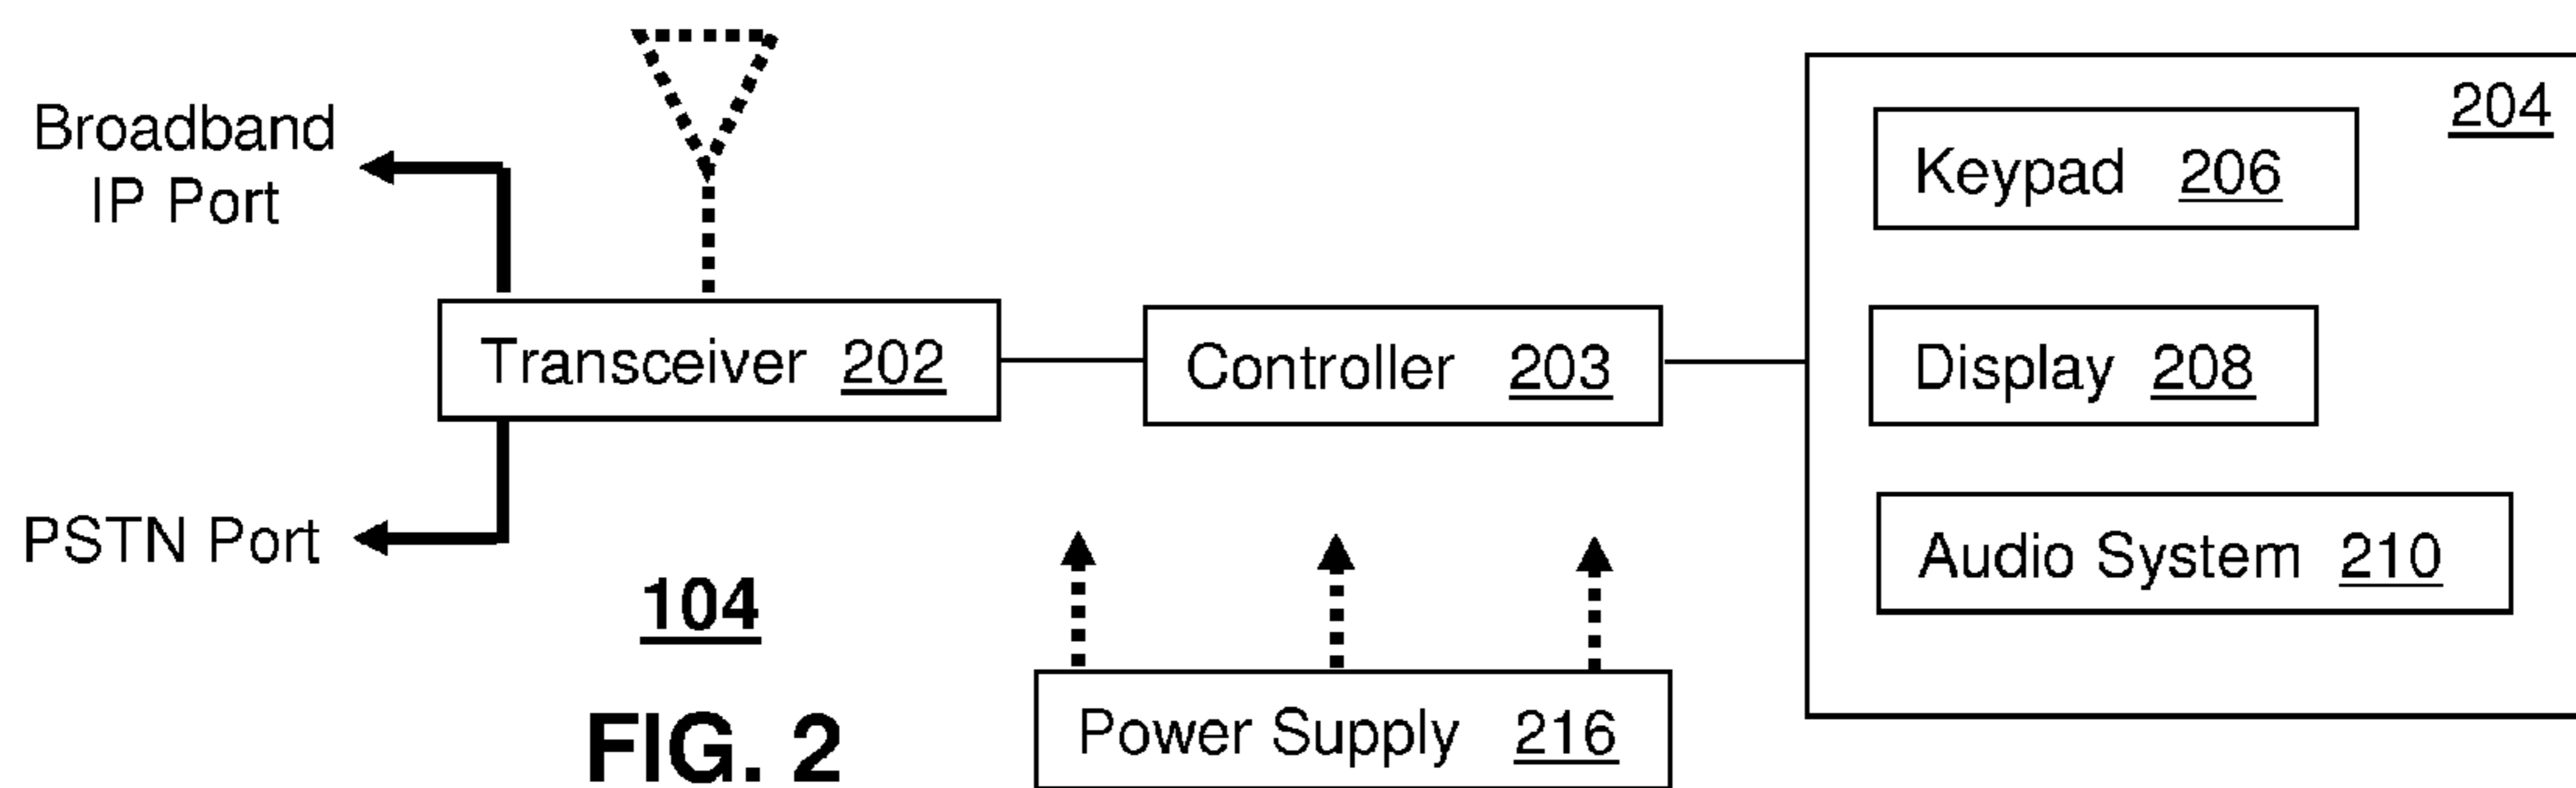 Broadband
IP Port
204
Keypad 206
Transceiver 202
Controller 203
Display 208
PSTN Port
Audio System 210
104
Power Supply 216
FIG. 2